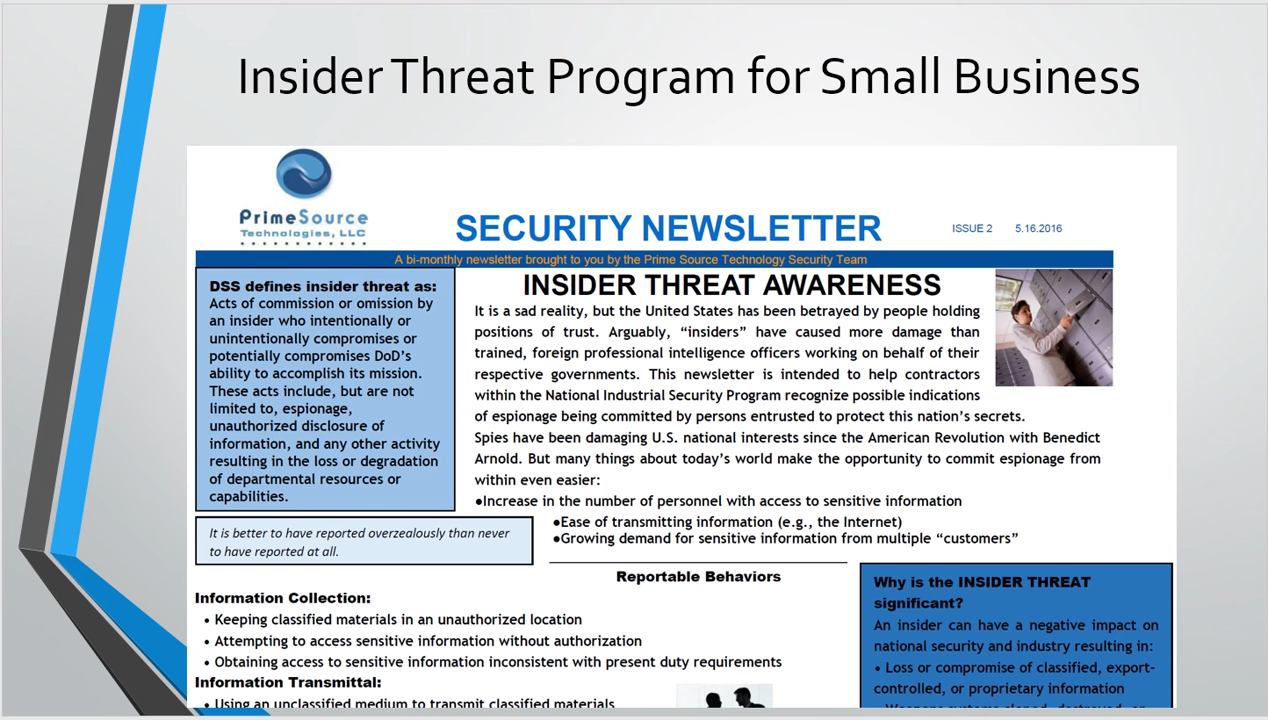 Insider Threat Program for Small Business
PrimeSource
Technologies, LLC
SECURITY NEWSLETTER
ISSUE 2 5.16.2016
A bi-monthly newsletter brought to you by the Prime Source Technology Security Team
DSS defines insider threat as:
Acts of commission or omission by
an insider who intentionally or
unintentionally compromises or
potentially compromises DoD’s
ability to accomplish its mission.
These acts include, but are not
limited to, espionage,
unauthorized disclosure of
information, and any other activity
resulting in the loss or degradation
of departmental resources or
capabilities.
It is better to have reported overzealously than never
to have reported at all.
INSIDER THREAT AWARENESS
It is a sad reality, but the United States has been betrayed by people holding
positions of trust. Arguably, “insiders” have caused more damage than
trained, foreign professional intelligence officers working on behalf of their
respective governments. This newsletter is intended to help contractors
within the National Industrial Security Program recognize possible indications
of espionage being committed by persons entrusted to protect this nation’s secrets.
Spies have been damaging U.S. national interests since the American Revolution with Benedict
Arnold. But many things about today’s world make the opportunity to commit espionage from
within even easier:
●Increase in the number of personnel with access to sensitive information
●Ease of transmitting information (e.g., the Internet)
●Growing demand for sensitive information from multiple “customers”
Reportable Behaviors
Information Collection:
• Keeping classified materials in an unauthorized location
• Attempting to access sensitive information without authorization
• Obtaining access to sensitive information inconsistent with present duty requirements
Information Transmittal:
• Using an unclassified medium to transmit classified materials
Why is the INSIDER THREAT
significant?
An insider can have a negative impact on
national security and industry resulting in:
• Loss or compromise of classified, export-
controlled, or proprietary information